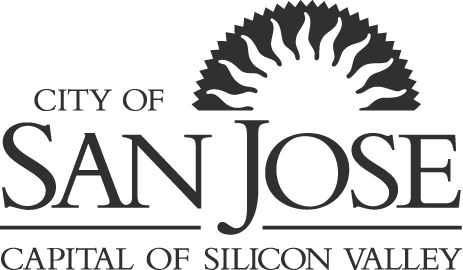 CITY OF
SAN JOSE
CAPITAL OF SILICON VALLEY